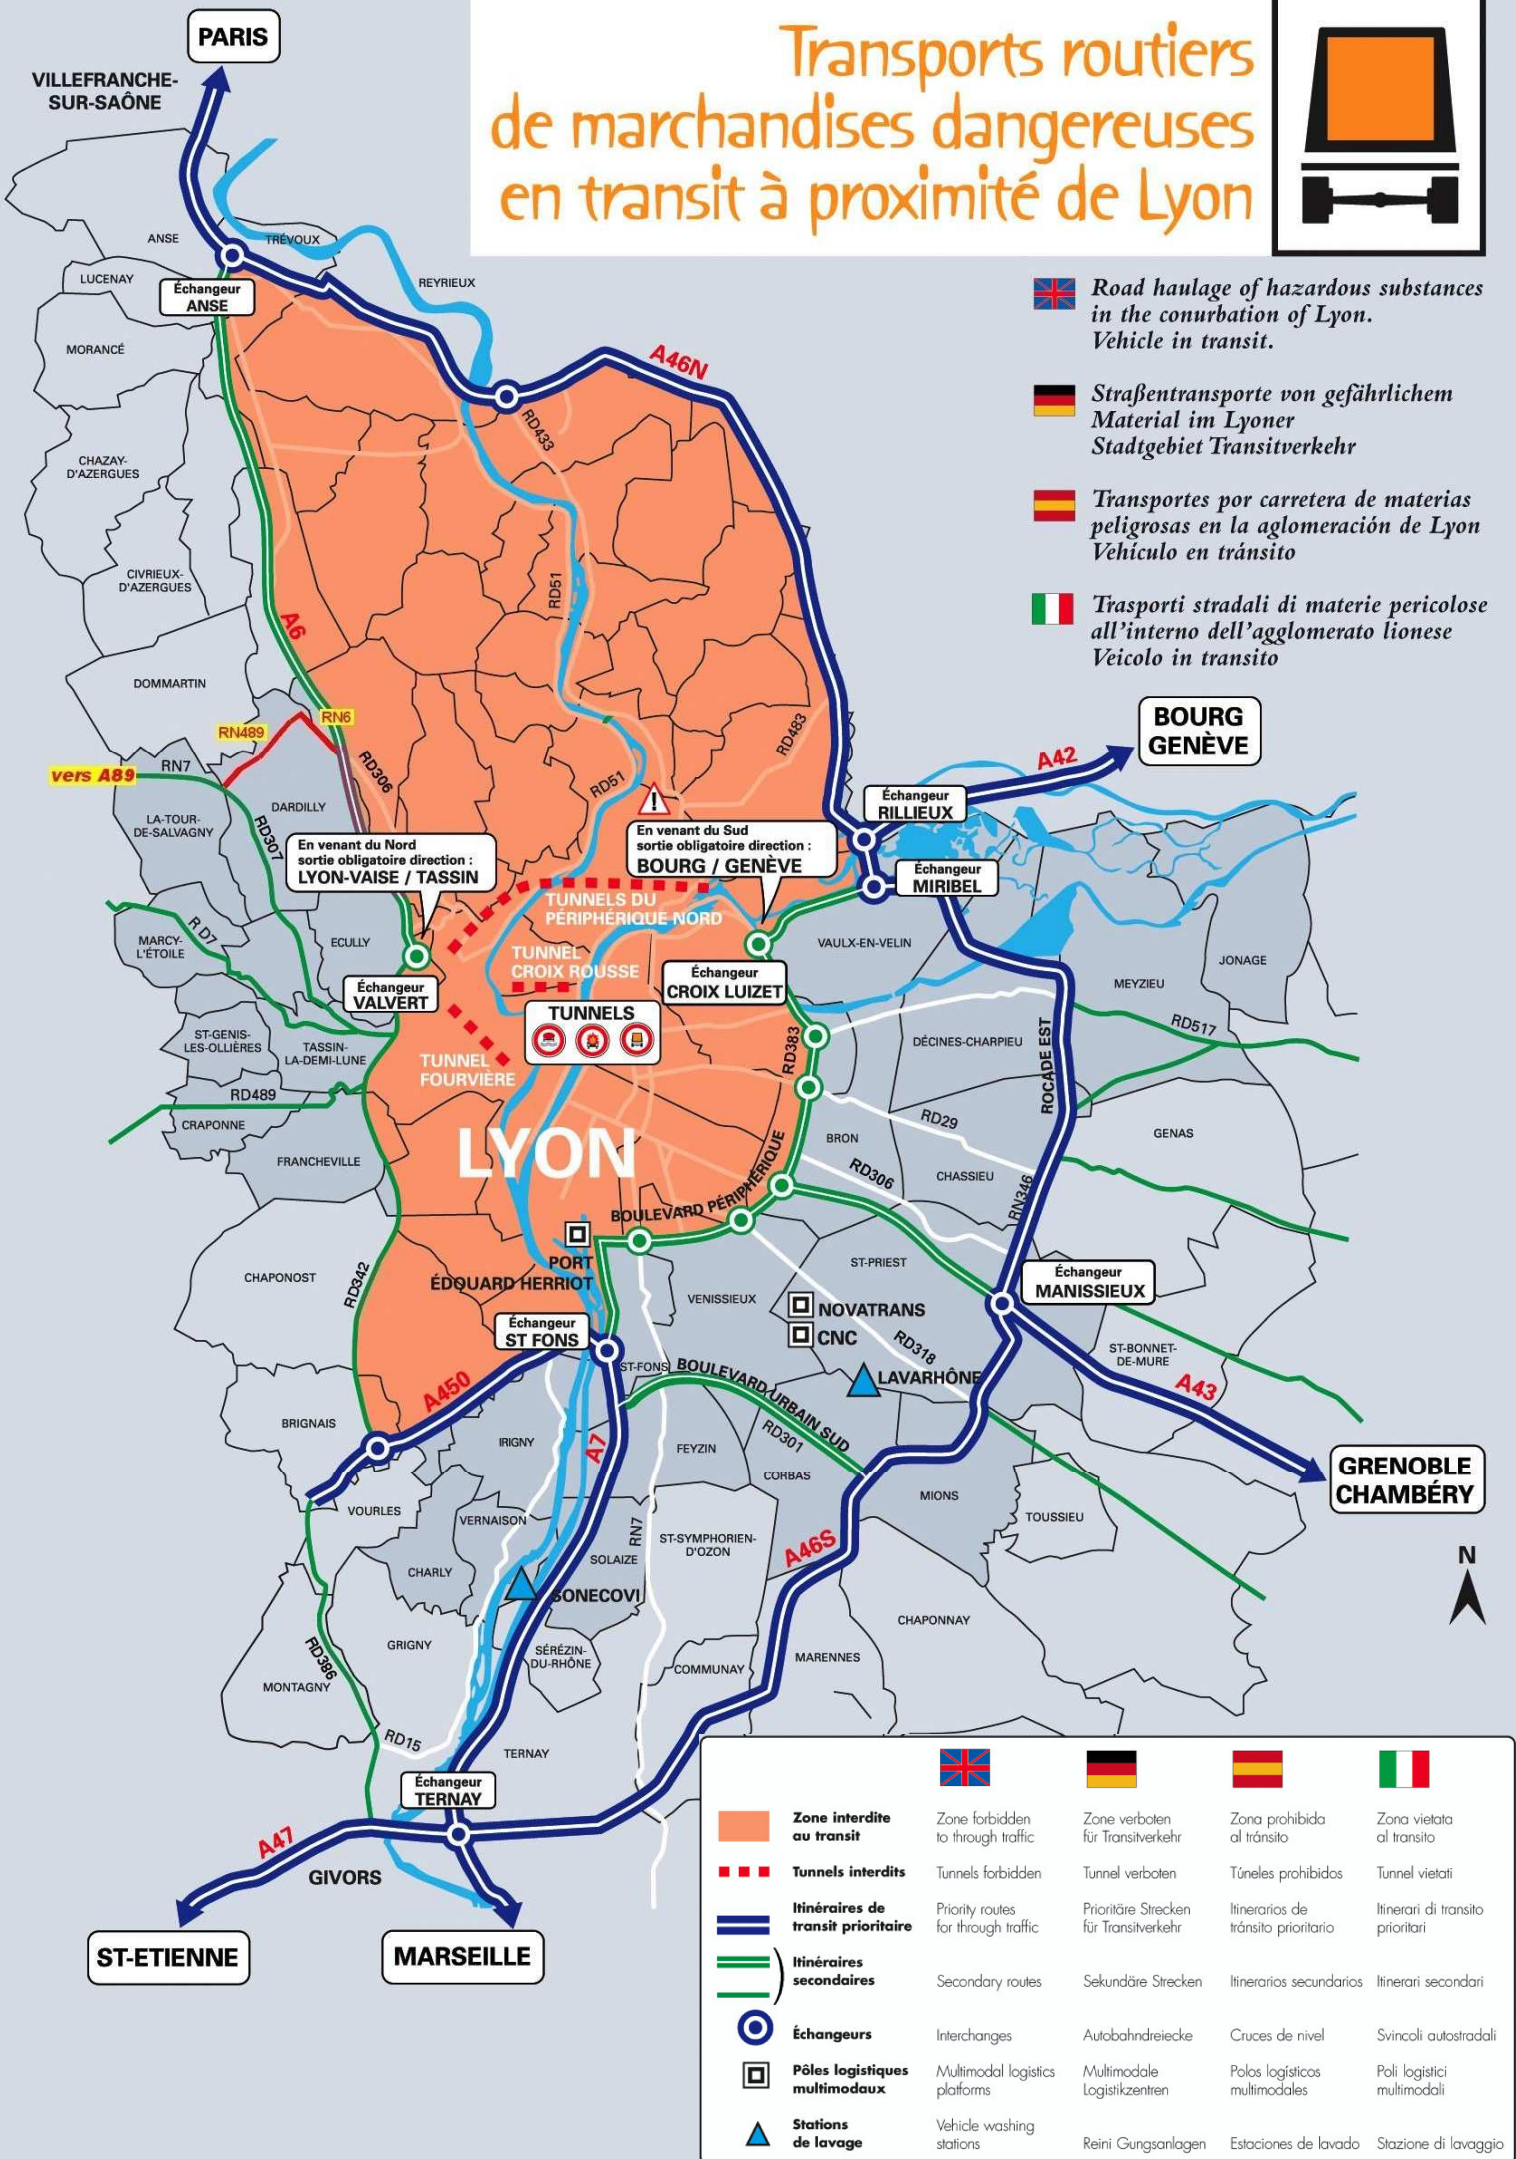 Transports routiers
de marchandises dangereuses
en transit à proximité de Lyon
Road haulage of hazardous substances
in the conurbation of Lyon.
Vehicle in transit.
Straßentransporte von gefährlichem
Material im Lyoner
Stadtgebiet Transitverkehr
Transportes por carretera de materias
peligrosas en la aglomeración de Lyon
Vehículo en tránsito
Trasporti stradali di materie pericolose
all'interno dell'agglomerato lionese
Veicolo in transito
PARIS
VILLEFRANCHE-
SUR-SAÔNE
ANSE
TRÉVOUX
LUCENAY
REYRIEUX
Échangeur
ANSE
MORANCÉ
A46N
RD433
CHAZAY-
D'AZERGUES
CIVRIEUX-
D'AZERGUES
RD51
A6
DOMMARTIN
RN489
RN6
RD483
BOURG
GENÈVE
A42
vers A89
RN7
RD306
RD51
DARDILLY
LA-TOUR-
DE-SALVAGNY
RD307
Échangeur
RILLIEUX
En venant du Nord
sortie obligatoire direction :
LYON-VAISE / TASSIN
!
En venant du Sud
sortie obligatoire direction :
BOURG / GENÈVE
Échangeur
MIRIBEL
TUNNELS DU
PÉRIPHÉRIQUE NORD
R D7
MARCY-
L'ÉTOILE
ECULLY
VAULX-EN-VELIN
TUNNEL
CROIX ROUSSE
Échangeur
CROIX LUIZET
JONAGE
MEYZIEU
Échangeur
VALVERT
TUNNELS
RD517
ST-GENIS-
LES-OLLIÈRES
TASSIN-
LA-DEMI-LUNE
RD383
DÉCINES-CHARPIEU
ROCADE EST
TUNNEL
FOURVIÈRE
RD489
CRAPONNE
LYON
RD29
BRON
GENAS
FRANCHEVILLE
RD306
CHASSIEU
RN346
BOULEVARD PÉRIPHÉRIQUE
PORT
ÉDOUARD HERRIOT
CHAPONOST
RD342
ST-PRIEST
Échangeur
MANISSIEUX
VENISSIEUX
NOVATRANS
CNC
Échangeur
ST FONS
RD318
ST-BONNET-
DE-MURE
ST-FONS
BOULEVARD URBAIN SUD
LAVARHÔNE
A450
A43
BRIGNAIS
RD301
IRIGNY
A7
FEYZIN
CORBAS
GRENOBLE
CHAMBÉRY
MIONS
VOURLES
VERNAISON
TOUSSIEU
RN7
ST-SYMPHORIEN-
D'OZON
A46S
N
SOLAIZE
CHARLY
SONECOVI
CHAPONNAY
GRIGNY
RD386
SÉRÉZIN-
DU-RHÔNE
COMMUNAY
MARENNES
MONTAGNY
RD15
TERNAY
Échangeur
TERNAY
A47
GIVORS
ST-ETIENNE
MARSEILLE
Zone interdite
au transit
Zone forbidden
to through traffic
Zone verboten
für Transitverkehr
Zona prohibida
al tránsito
Zona vietata
al transito
Tunnels interdits
Tunnels forbidden
Tunnel verboten
Túneles prohibidos
Tunnel vietati
Itinéraires de
transit prioritaire
Priority routes
for through traffic
Prioritäre Strecken
für Transitverkehr
Itinerarios de
tránsito prioritario
Itinerari di transito
prioritari
Itinéraires
secondaires
Secondary routes
Sekundäre Strecken
Itinerarios secundarios
Itinerari secondari
Échangeurs
Interchanges
Autobahndreiecke
Cruces de nivel
Svincoli autostradali
Pôles logistiques
multimodaux
Multimodal logistics
platforms
Multimodale
Logistikzentren
Polos logísticos
multimodales
Poli logistici
multimodali
Stations
de lavage
Vehicle washing
stations
Reini Gungsanlagen
Estaciones de lavado
Stazione di lavaggio